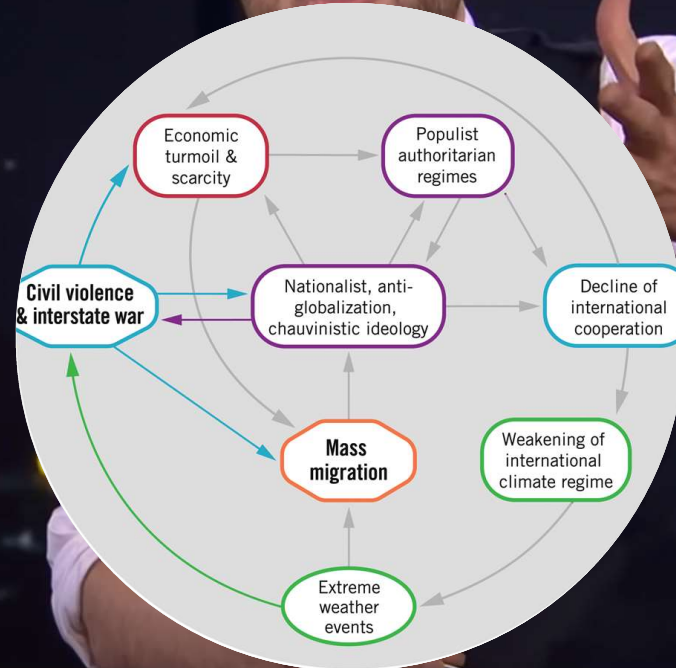 Economic
turmoil &
scarcity
Populist
authoritarian
regimes
Civil violence
& interstate war
Nationalist, anti-
globalization,
chauvinistic ideology
Decline of
international
cooperation
Mass
migration
Weakening of
international
climate regime
Extreme
weather
events